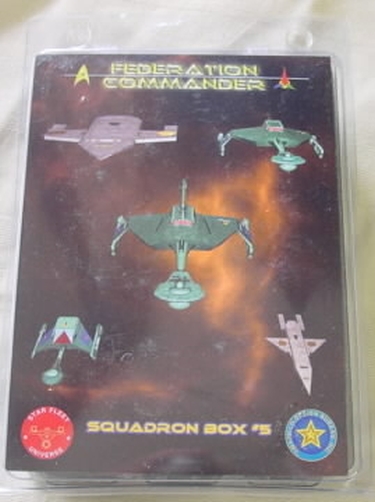 FEDERATION
COMMANDER
SQUADRON BOX #5
STAR FLEET
UNIVERSE